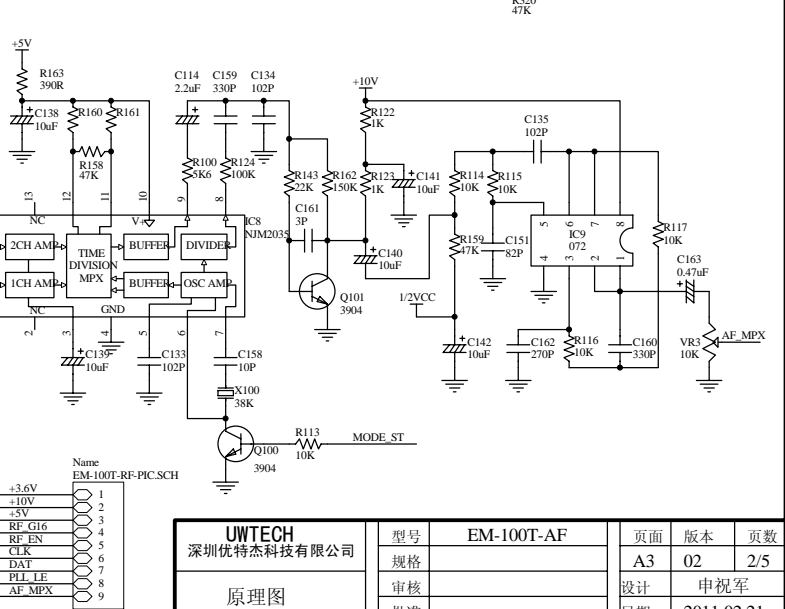 R320
47K
+5V
R163
390R
C138
10uF
R160
R161
R158
47K
C114
2.2uF
C159
330P
C134
102P
R100
5K6
R124
100K
R143
22K
R162
150K
C161
3P
+10V
R122
1K
R123
1K
C141
10uF
C140
10uF
Q101
3904
13
12
11
10
9
8
NC
V+
IC8
NJM2035
2CH AMP
TIME
DIVISION
MPX
BUFFER
DIVIDER
1CH AMP
BUFFER
OSC AMP
NC
GND
2
3
4
5
6
7
C139
10uF
C133
102P
C158
10P
X100
38K
Q100
3904
R113
10K
MODE_ST
C135
102P
R114
10K
R115
10K
R159
47K
C151
82P
1/2VCC
C142
10uF
5
6
7
8
IC9
072
4
3
2
1
R117
10K
C163
0.47uF
C162
270P
R116
10K
C160
330P
VR3
10K
AF_MPX
Name
EM-100T-RF-PIC.SCH
+3.6V 1
+10V 2
+5V 3
RF_G16 4
RF_EN 5
CLK 6
DAT 7
PLL_LE 8
AF_MPX 9
UWTECH
深圳优特杰科技有限公司
原理图
型号 EM-100T-AF
规格
审核
页面 版本 页数
A3 02 2/5
设计 申祝军